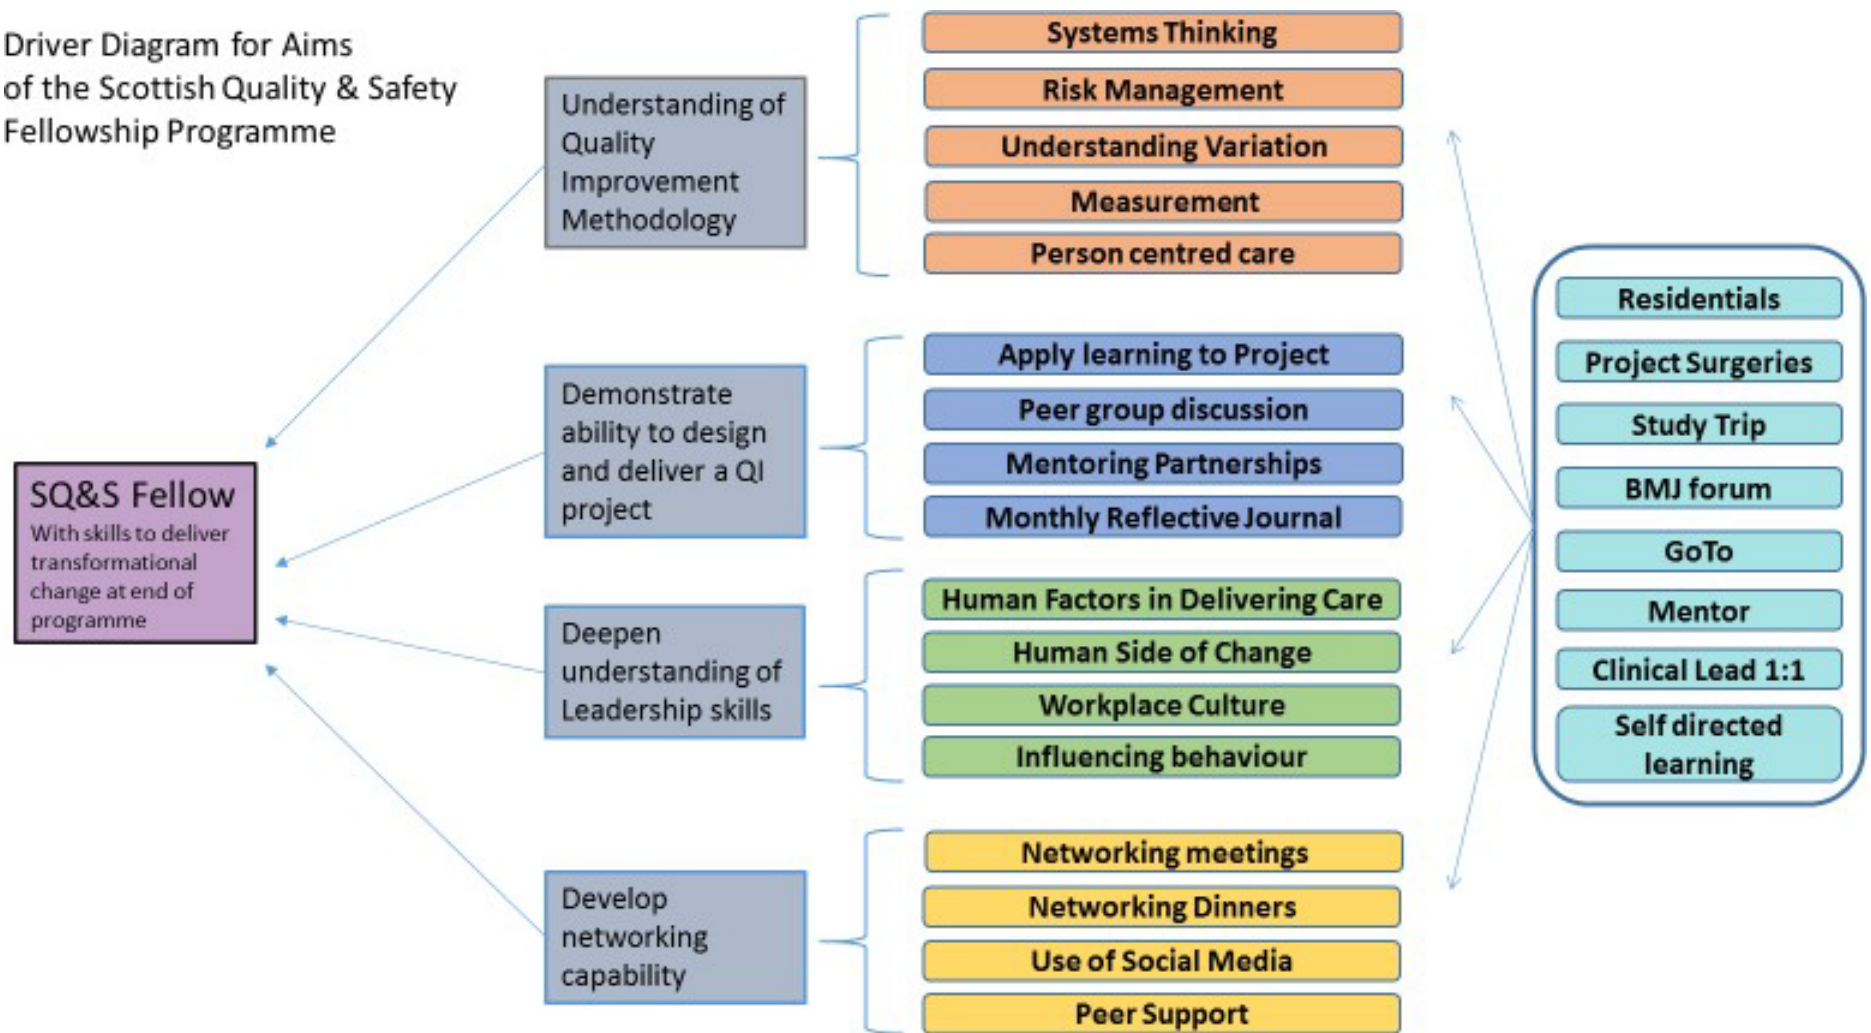 Driver Diagram for Aims
of the Scottish Quality & Safety
Fellowship Programme
SQ&S Fellow
With skills to deliver
transformational
change at end of
programme
Understanding of
Quality
Improvement
Methodology
Systems Thinking
Risk Management
Understanding Variation
Measurement
Person centred care
Demonstrate
ability to design
and deliver a QI
project
Apply learning to Project
Peer group discussion
Mentoring Partnerships
Monthly Reflective Journal
Deepen
understanding of
Leadership skills
Human Factors in Delivering Care
Human Side of Change
Workplace Culture
Influencing behaviour
Develop
networking
capability
Networking meetings
Networking Dinners
Use of Social Media
Peer Support
Residentials
Project Surgeries
Study Trip
BMJ forum
GoTo
Mentor
Clinical Lead 1:1
Self directed
learning